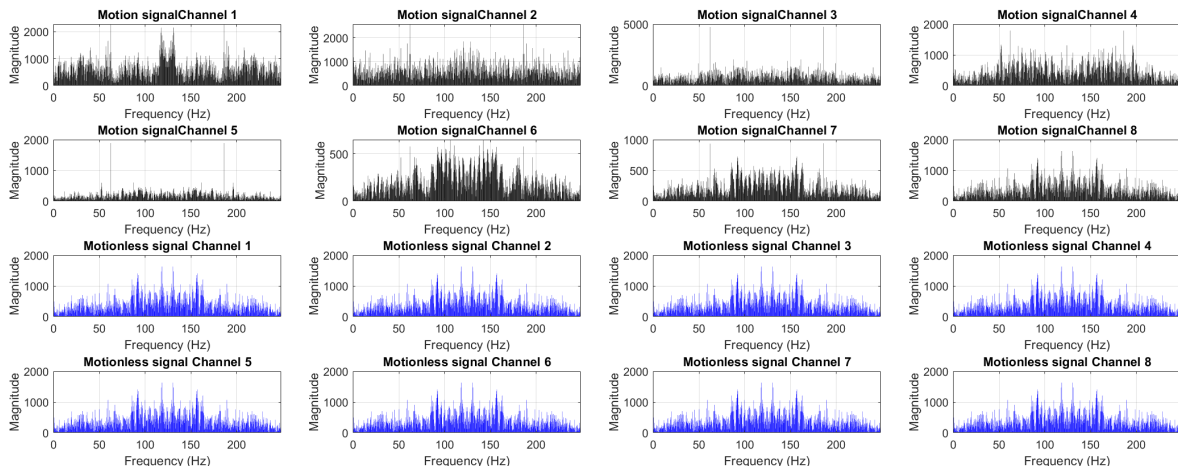 Motion signalChannel 1 Motion signalChannel 2 Motion signalChannel 3 Motion signalChannel 4
Magnitude 2000 1000 0 Magnitude 2000 1000 0 Magnitude 5000 0 Magnitude 2000 1000 0
0 50 100 150 200 0 50 100 150 200 0 50 100 150 200 0 50 100 150 200
Frequency (Hz) Frequency (Hz) Frequency (Hz) Frequency (Hz)
Motion signalChannel 5 Motion signalChannel 6 Motion signalChannel 7 Motion signalChannel 8
Magnitude 2000 1000 0 Magnitude 500 0 Magnitude 1000 500 0 Magnitude 2000 1000 0
0 50 100 150 200 0 50 100 150 200 0 50 100 150 200 0 50 100 150 200
Frequency (Hz) Frequency (Hz) Frequency (Hz) Frequency (Hz)
Motionless signal Channel 1 Motionless signal Channel 2 Motionless signal Channel 3 Motionless signal Channel 4
Magnitude 2000 1000 0 Magnitude 2000 1000 0 Magnitude 2000 1000 0 Magnitude 2000 1000 0
0 50 100 150 200 0 50 100 150 200 0 50 100 150 200 0 50 100 150 200
Frequency (Hz) Frequency (Hz) Frequency (Hz) Frequency (Hz)
Motionless signal Channel 5 Motionless signal Channel 6 Motionless signal Channel 7 Motionless signal Channel 8
Magnitude 2000 1000 0 Magnitude 2000 1000 0 Magnitude 2000 1000 0 Magnitude 2000 1000 0
0 50 100 150 200 0 50 100 150 200 0 50 100 150 200 0 50 100 150 200
Frequency (Hz) Frequency (Hz) Frequency (Hz) Frequency (Hz)